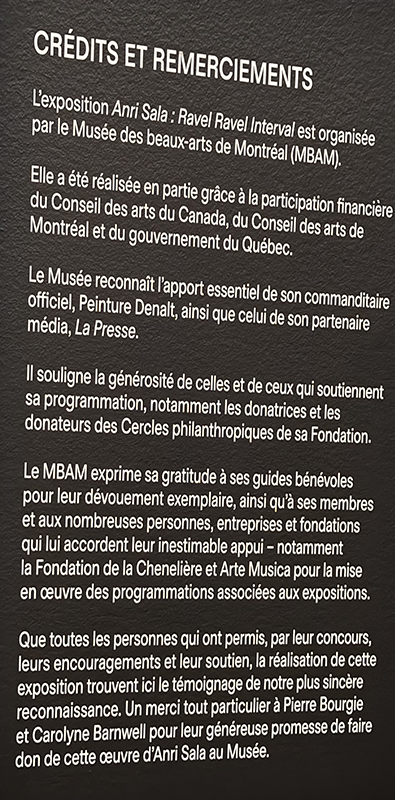 CRÉDITS ET REMERCIEMENTS
L'exposition Anri Sala : Ravel Ravel Interval est organisée
par le Musée des beaux-arts de Montréal (MBAM).
Elle a été réalisée en partie grâce à la participation financière
du Conseil des arts du Canada, du Conseil des arts de
Montréal et du gouvernement du Québec.
Le Musée reconnaît l'apport essentiel de son commanditaire
officiel, Peinture Denalt, ainsi que celui de son partenaire
média, La Presse.
Il souligne la générosité de celles et de ceux qui soutiennent
sa programmation, notamment les donatrices et les
donateurs des Cercles philanthropiques de sa Fondation.
Le MBAM exprime sa gratitude à ses guides bénévoles
pour leur dévouement exemplaire, ainsi qu'à ses membres
et aux nombreuses personnes, entreprises et fondations
qui lui accordent leur inestimable appui – notamment
la Fondation de la Chenelière et Arte Musica pour la mise
en œuvre des programmations associées aux expositions.
Que toutes les personnes qui ont permis, par leur concours,
leurs encouragements et leur soutien, la réalisation de cette
exposition trouvent ici le témoignage de notre plus sincère
reconnaissance. Un merci tout particulier à Pierre Bourgie
et Carolyne Barnwell pour leur généreuse promesse de faire
don de cette œuvre d'Anri Sala au Musée.